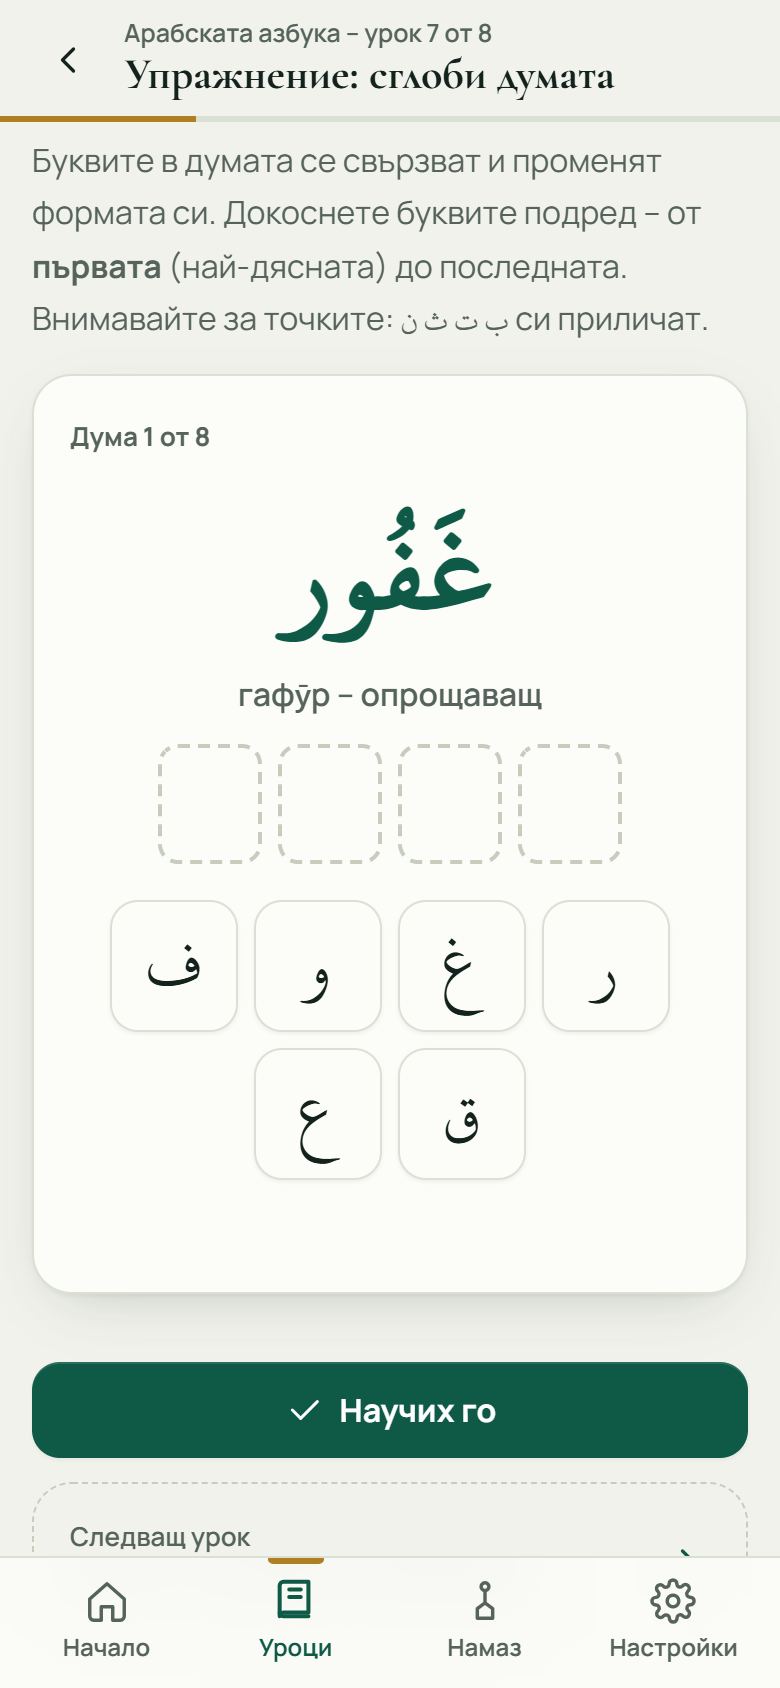 Арабската азбука – урок 7 от 8
Упражнение: сглоби думата
Буквите в думата се свързват и променят
формата си. Докоснете буквите подред – от
първата (най-дясната) до последната.
Внимавайте за точките: ب ت ث ن си приличат.
Дума 1 от 8
غَفُور
гафӯр – опрощаващ
ف و غ ر
ع ق
Научих го
Следващ урок
Начало Уроци Намаз Настройки